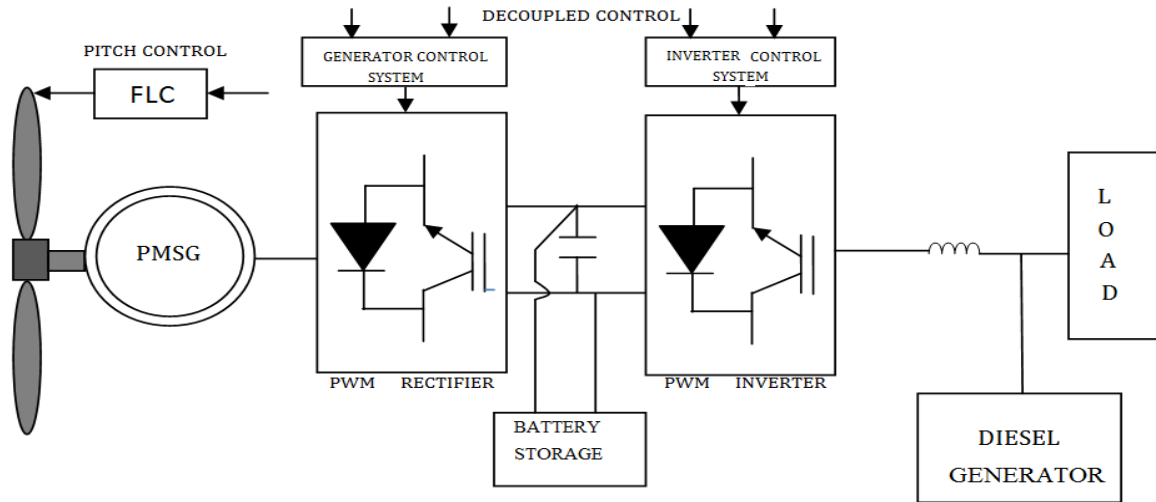 DECOUPLED CONTROL
PITCH CONTROL
GENERATOR CONTROL
SYSTEM
INVERTER CONTROL
SYSTEM
FLC
PMSG
L
O
A
D
PWM RECTIFIER
PWM INVERTER
BATTERY
STORAGE
DIESEL
GENERATOR